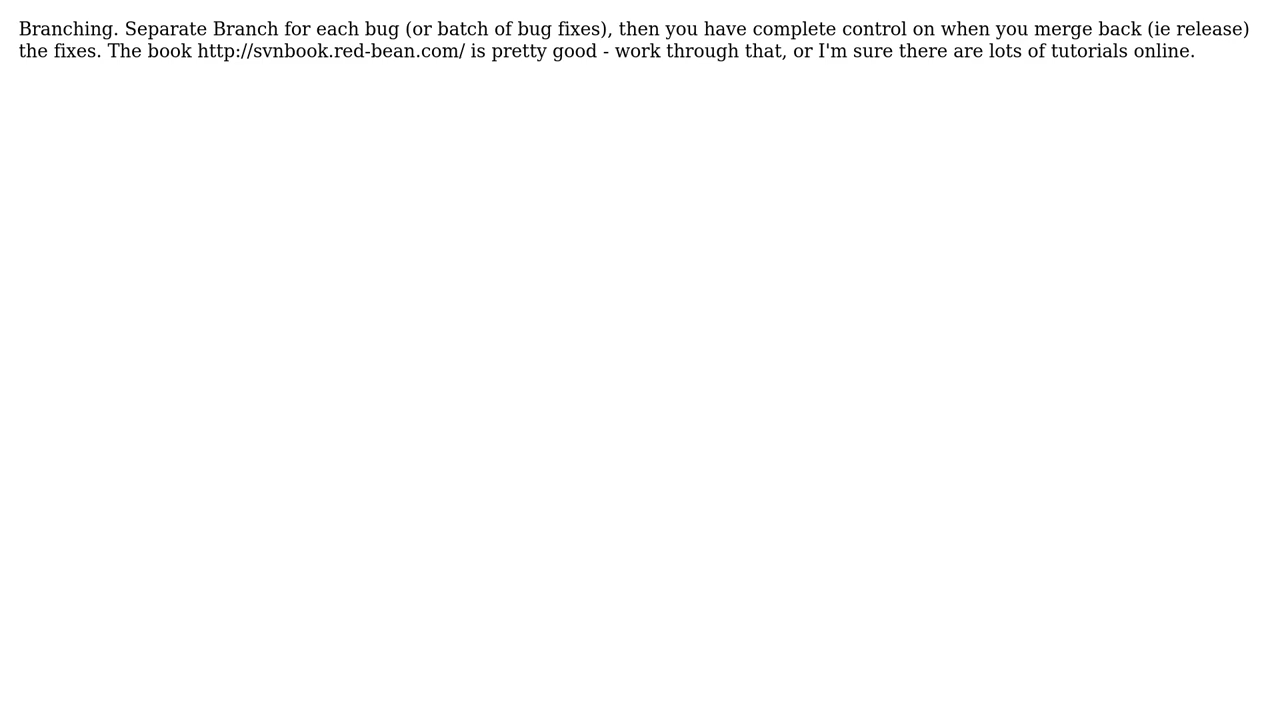 Branching. Separate Branch for each bug (or batch of bug fixes), then you have complete control on when you merge back (ie release)
the fixes. The book http://svnbook.red-bean.com/ is pretty good - work through that, or I'm sure there are lots of tutorials online.